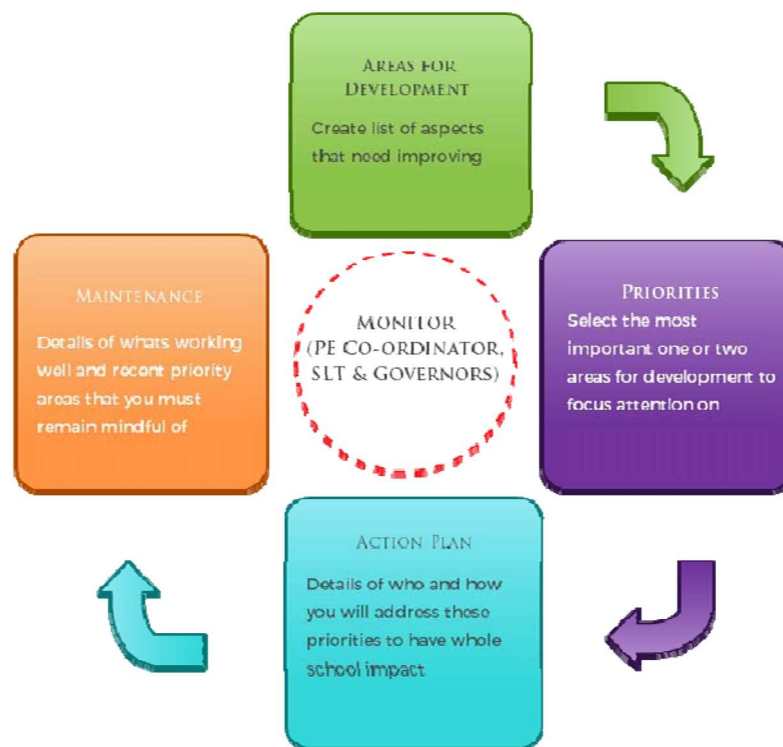 AREAS FOR
DEVELOPMENT
Create list of aspects
that need improving
PRIORITIES
Select the most
important one or two
areas for development to
focus attention on
ACTION PLAN
Details of who and how
you will address these
priorities to have whole
school impact
MAINTENANCE
Details of whats working
well and recent priority
areas that you must
remain mindful of
MONITOR
(PE CO-ORDINATOR,
SLT & GOVERNORS)